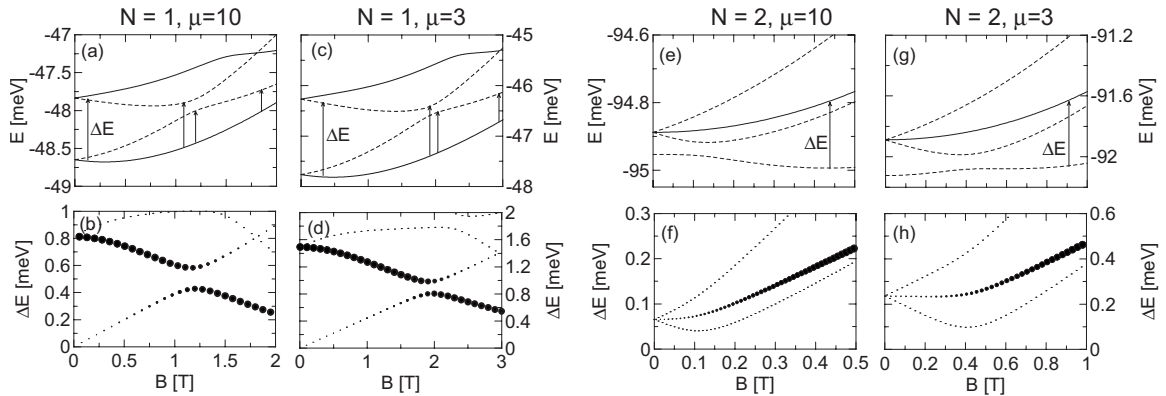 N = 1, μ=10
N = 1, μ=3
N = 2, μ=10
N = 2, μ=3
(a)
-47
-47.5
-48
-48.5
-49
E [meV]
ΔE
(c)
-45
-46
-47
-48
E [meV]
ΔE
(e)
-94.6
-94.8
-95
E [meV]
ΔE
(g)
-91.2
-91.6
-92
E [meV]
ΔE
(b)
1
0.8
0.6
0.4
0.2
0
ΔE [meV]
0
0.5
1
1.5
2
B [T]
(d)
2
1.6
1.2
0.8
0.4
0
ΔE [meV]
0
1
2
3
B [T]
(f)
0.3
0.2
0.1
0
ΔE [meV]
0
0.1
0.2
0.3
0.4
0.5
B [T]
(h)
0.6
0.4
0.2
0
ΔE [meV]
0
0.2
0.4
0.6
0.8
1
B [T]